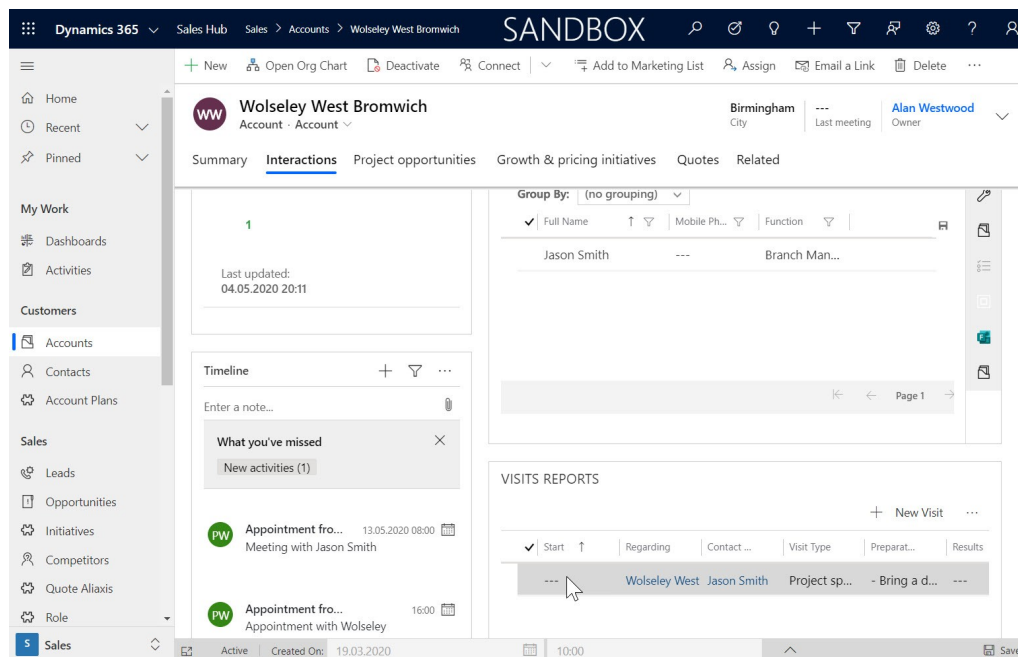 Dynamics 365 Sales Hub Sales > Accounts > Wolseley West Bromwich SANDBOX ?
+ New Open Org Chart Deactivate Connect Add to Marketing List Assign Email a Link Delete ...
Home
Recent
Pinned
My Work
Dashboards
Activities
Customers
Accounts
Contacts
Account Plans
Sales
Leads
Opportunities
Initiatives
Competitors
Quote Aliaxis
Role
S Sales
WW Wolseley West Bromwich
Account · Account
Birmingham
City
---
Last meeting
Alan Westwood
Owner
Summary Interactions Project opportunities Growth & pricing initiatives Quotes Related
1
Last updated:
04.05.2020 20:11
Timeline
Enter a note...
What you've missed
New activities (1)
PW Appointment fro... 13.05.2020 08:00
Meeting with Jason Smith
PW Appointment fro... 16:00
Appointment with Wolseley
Group By: (no grouping)
Full Name Mobile Ph... Function
Jason Smith --- Branch Man...
Page 1
VISITS REPORTS
+ New Visit ...
Start Regarding Contact ... Visit Type Preparat... Results
--- Wolseley West Jason Smith Project sp... - Bring a d... ---
Active Created On: 19.03.2020 10:00 Save